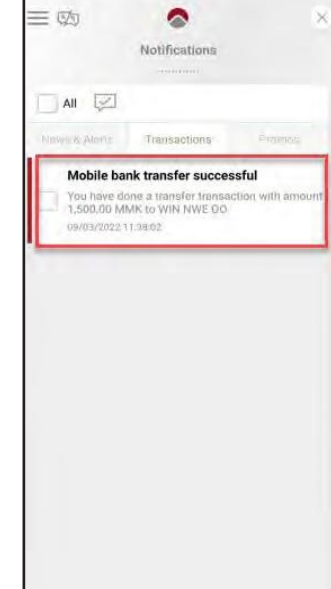 Notifications
All
News & Alerts Transactions Promos
Mobile bank transfer successful
You have done a transfer transaction with amount
1,500.00 MMK to WIN NWE OO
09/03/2022 11:38:02